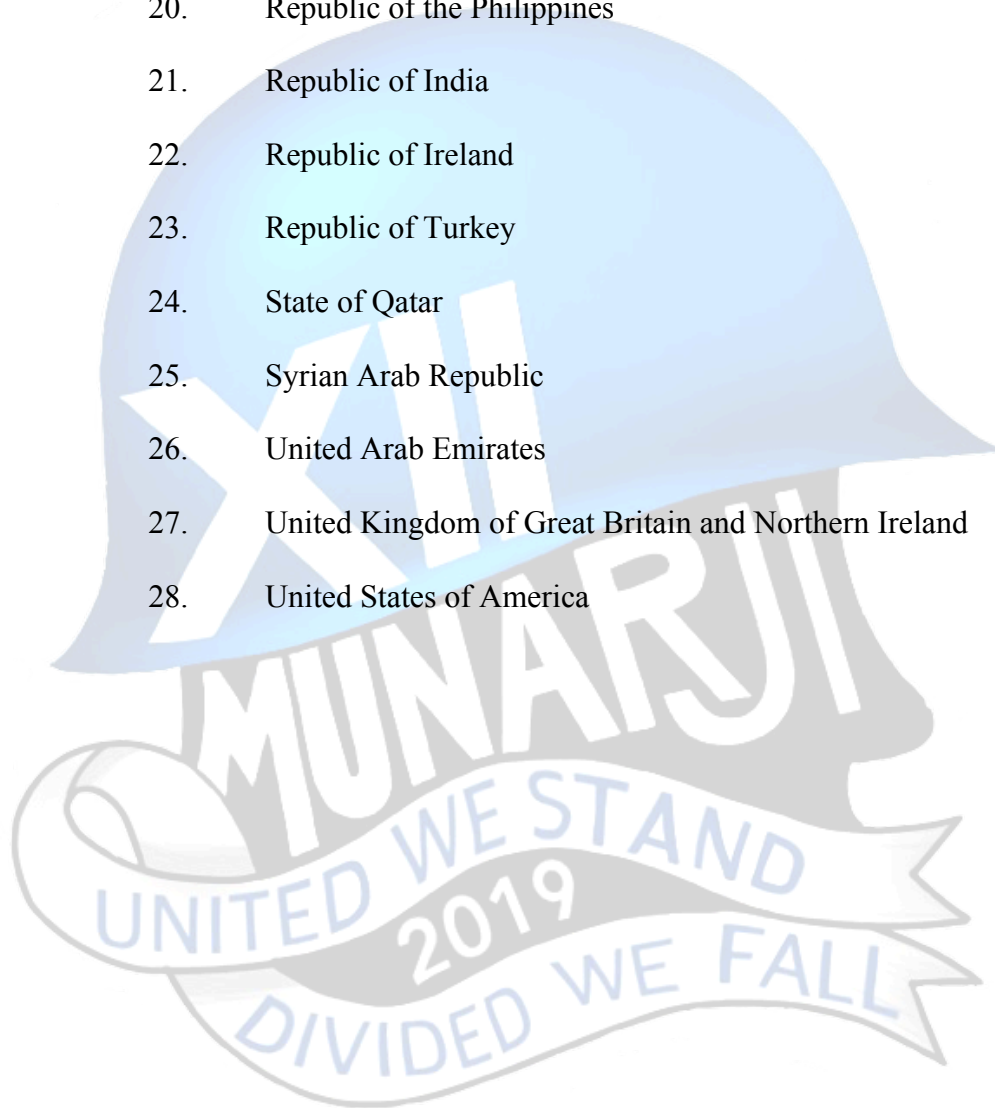 20. Republic of the Philippines
21. Republic of India
22. Republic of Ireland
23. Republic of Turkey
24. State of Qatar
25. Syrian Arab Republic
26. United Arab Emirates
27. United Kingdom of Great Britain and Northern Ireland
28. United States of America
XII
MUNARJI
UNITED WE STAND
2019
DIVIDED WE FALL